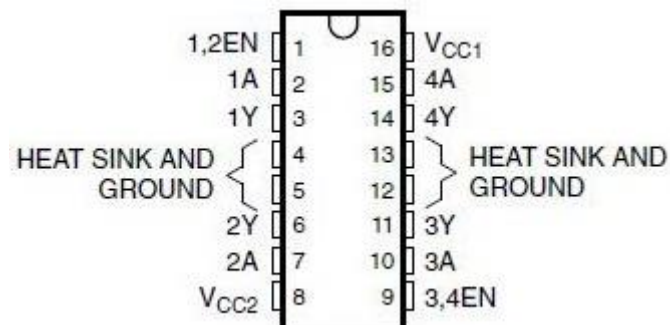 1,2EN 1 16 VCC1
1A 2 15 4A
1Y 3 14 4Y
HEAT SINK AND 4 13 HEAT SINK AND
GROUND 5 12 GROUND
2Y 6 11 3Y
2A 7 10 3A
VCC2 8 9 3,4EN